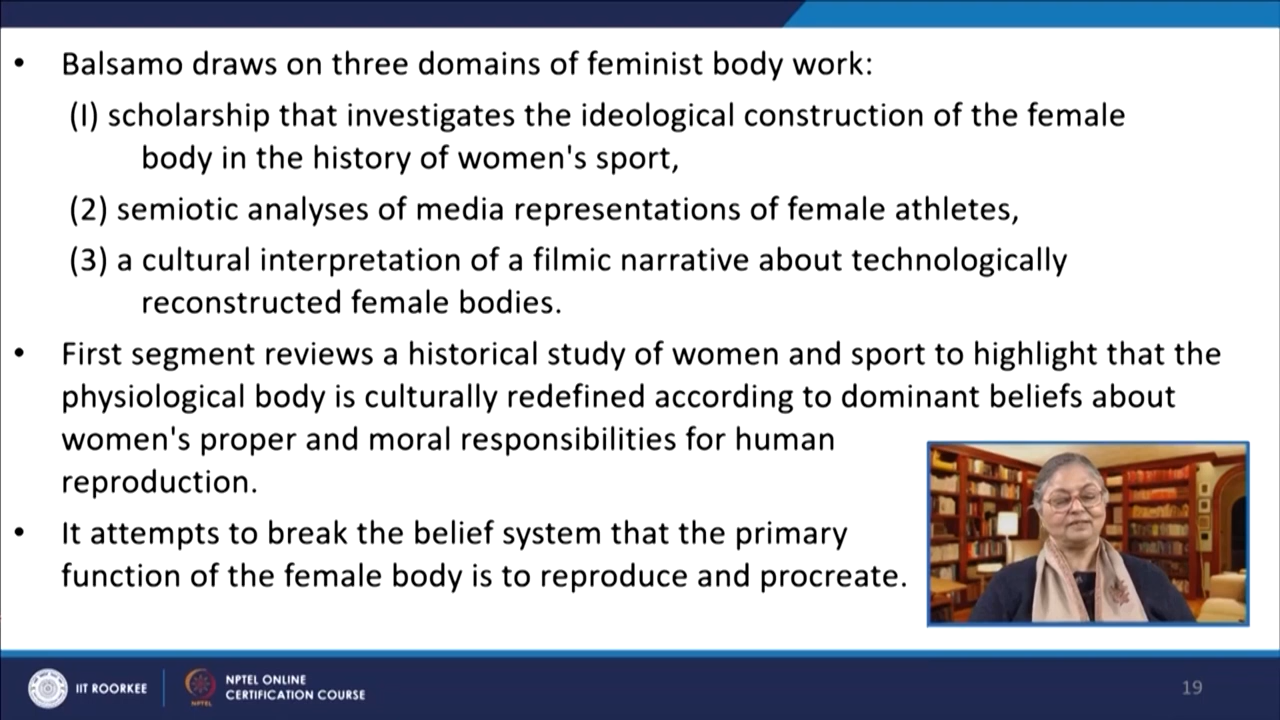 • Balsamo draws on three domains of feminist body work:
(I) scholarship that investigates the ideological construction of the female
body in the history of women's sport,
(2) semiotic analyses of media representations of female athletes,
(3) a cultural interpretation of a filmic narrative about technologically
reconstructed female bodies.
• First segment reviews a historical study of women and sport to highlight that the
physiological body is culturally redefined according to dominant beliefs about
women's proper and moral responsibilities for human
reproduction.
• It attempts to break the belief system that the primary
function of the female body is to reproduce and procreate.
IIT ROORKEE
NPTEL
NPTEL ONLINE
CERTIFICATION COURSE
19